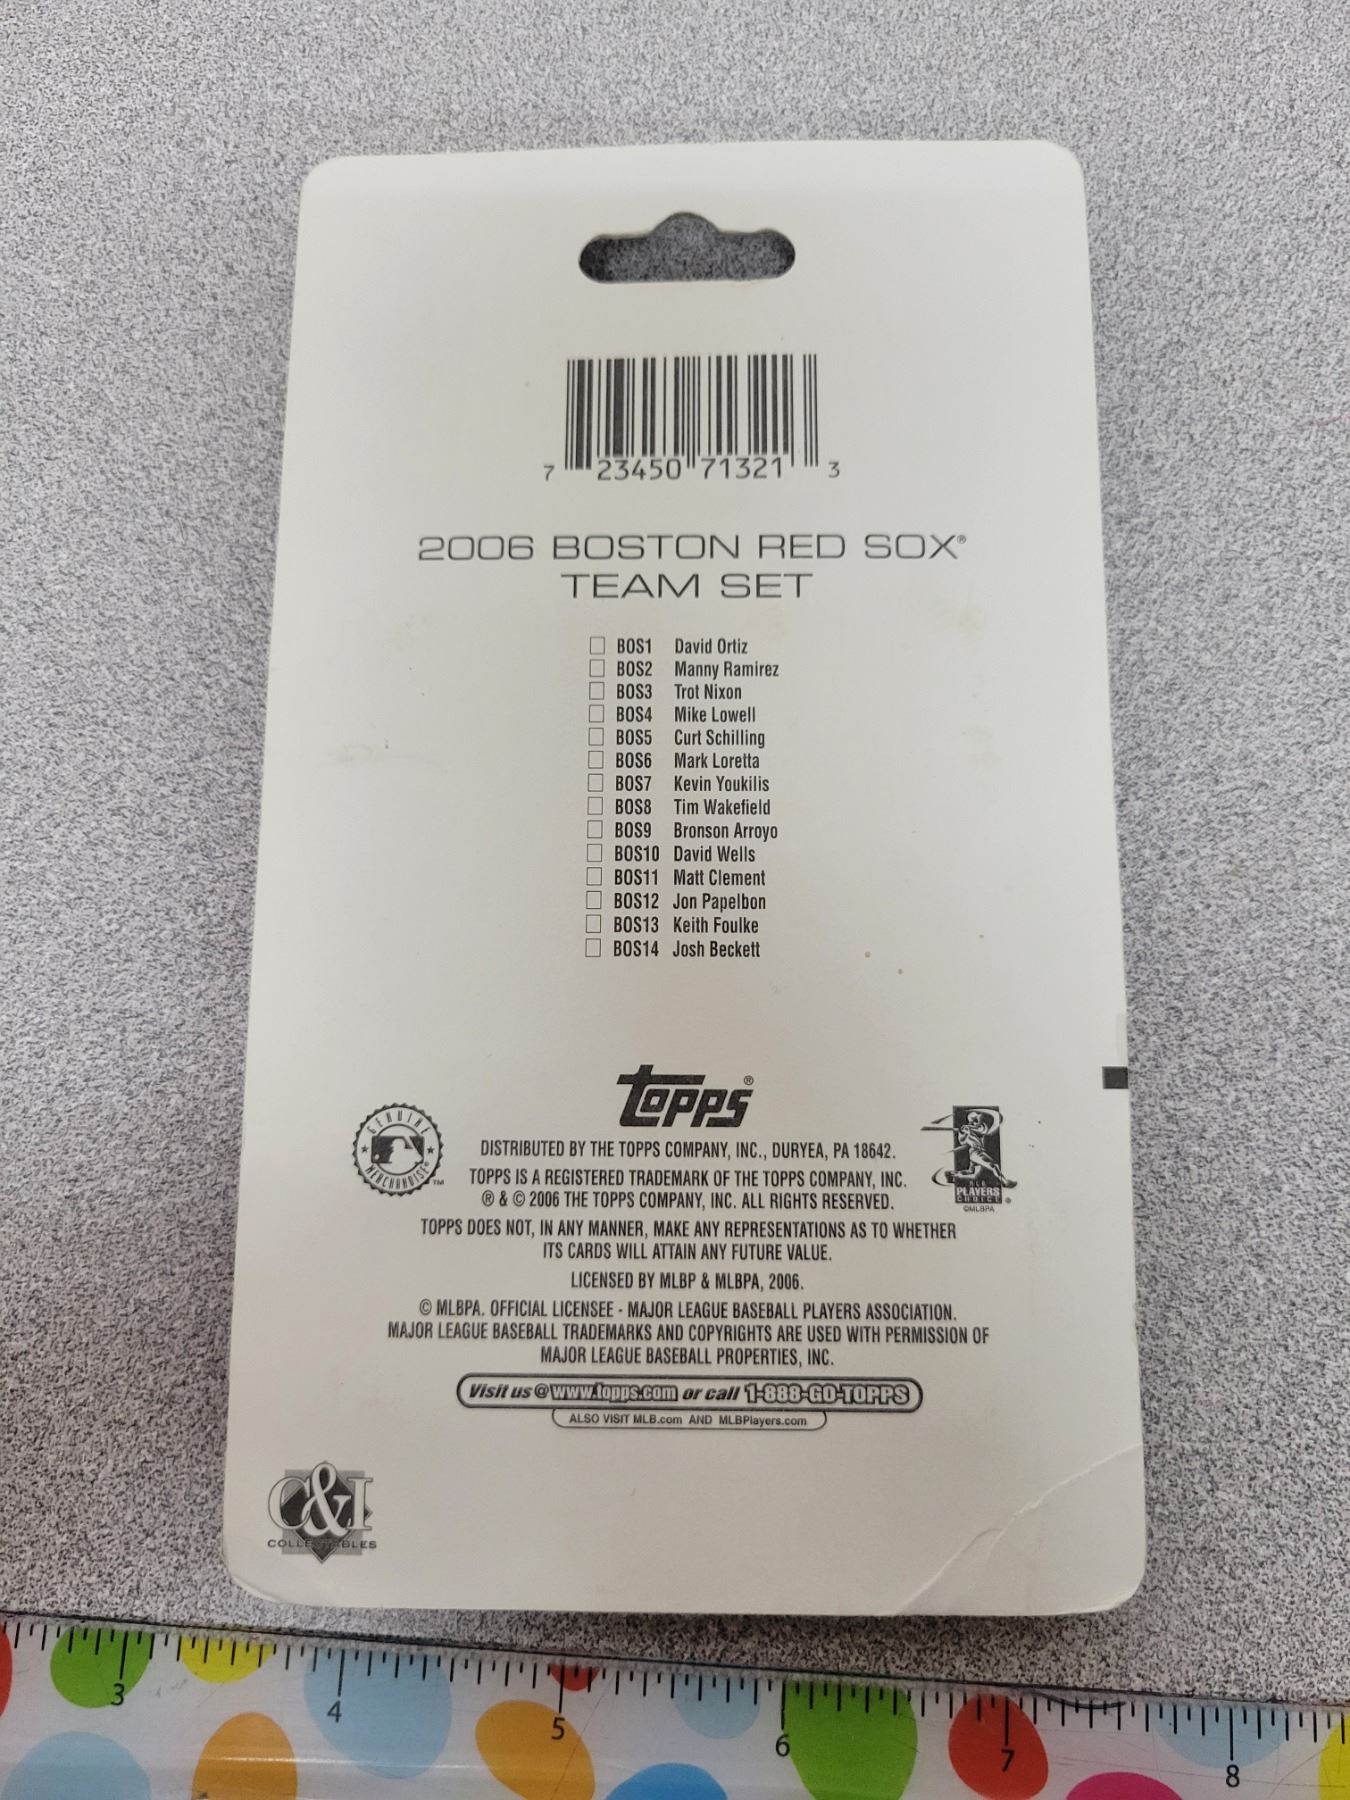 7 23450 71321 3
2006 BOSTON RED SOX®
TEAM SET
BOS1 David Ortiz
BOS2 Manny Ramirez
BOS3 Trot Nixon
BOS4 Mike Lowell
BOS5 Curt Schilling
BOS6 Mark Loretta
BOS7 Kevin Youkilis
BOS8 Tim Wakefield
BOS9 Bronson Arroyo
BOS10 David Wells
BOS11 Matt Clement
BOS12 Jon Papelbon
BOS13 Keith Foulke
BOS14 Josh Beckett
topps®
GENUINE
MERCHANDISE® ™
DISTRIBUTED BY THE TOPPS COMPANY, INC., DURYEA, PA 18642.
TOPPS IS A REGISTERED TRADEMARK OF THE TOPPS COMPANY, INC.
® & © 2006 THE TOPPS COMPANY, INC. ALL RIGHTS RESERVED.
MLB
PLAYERS
CHOICE ®
©MLBPA
TOPPS DOES NOT, IN ANY MANNER, MAKE ANY REPRESENTATIONS AS TO WHETHER
ITS CARDS WILL ATTAIN ANY FUTURE VALUE.
LICENSED BY MLBP & MLBPA, 2006.
© MLBPA. OFFICIAL LICENSEE - MAJOR LEAGUE BASEBALL PLAYERS ASSOCIATION.
MAJOR LEAGUE BASEBALL TRADEMARKS AND COPYRIGHTS ARE USED WITH PERMISSION OF
MAJOR LEAGUE BASEBALL PROPERTIES, INC.
Visit us @ www.topps.com or call 1-888-GO-TOPPS
ALSO VISIT MLB.com AND MLBPlayers.com
C&I
COLLECTABLES
3 4 5 6 7 8